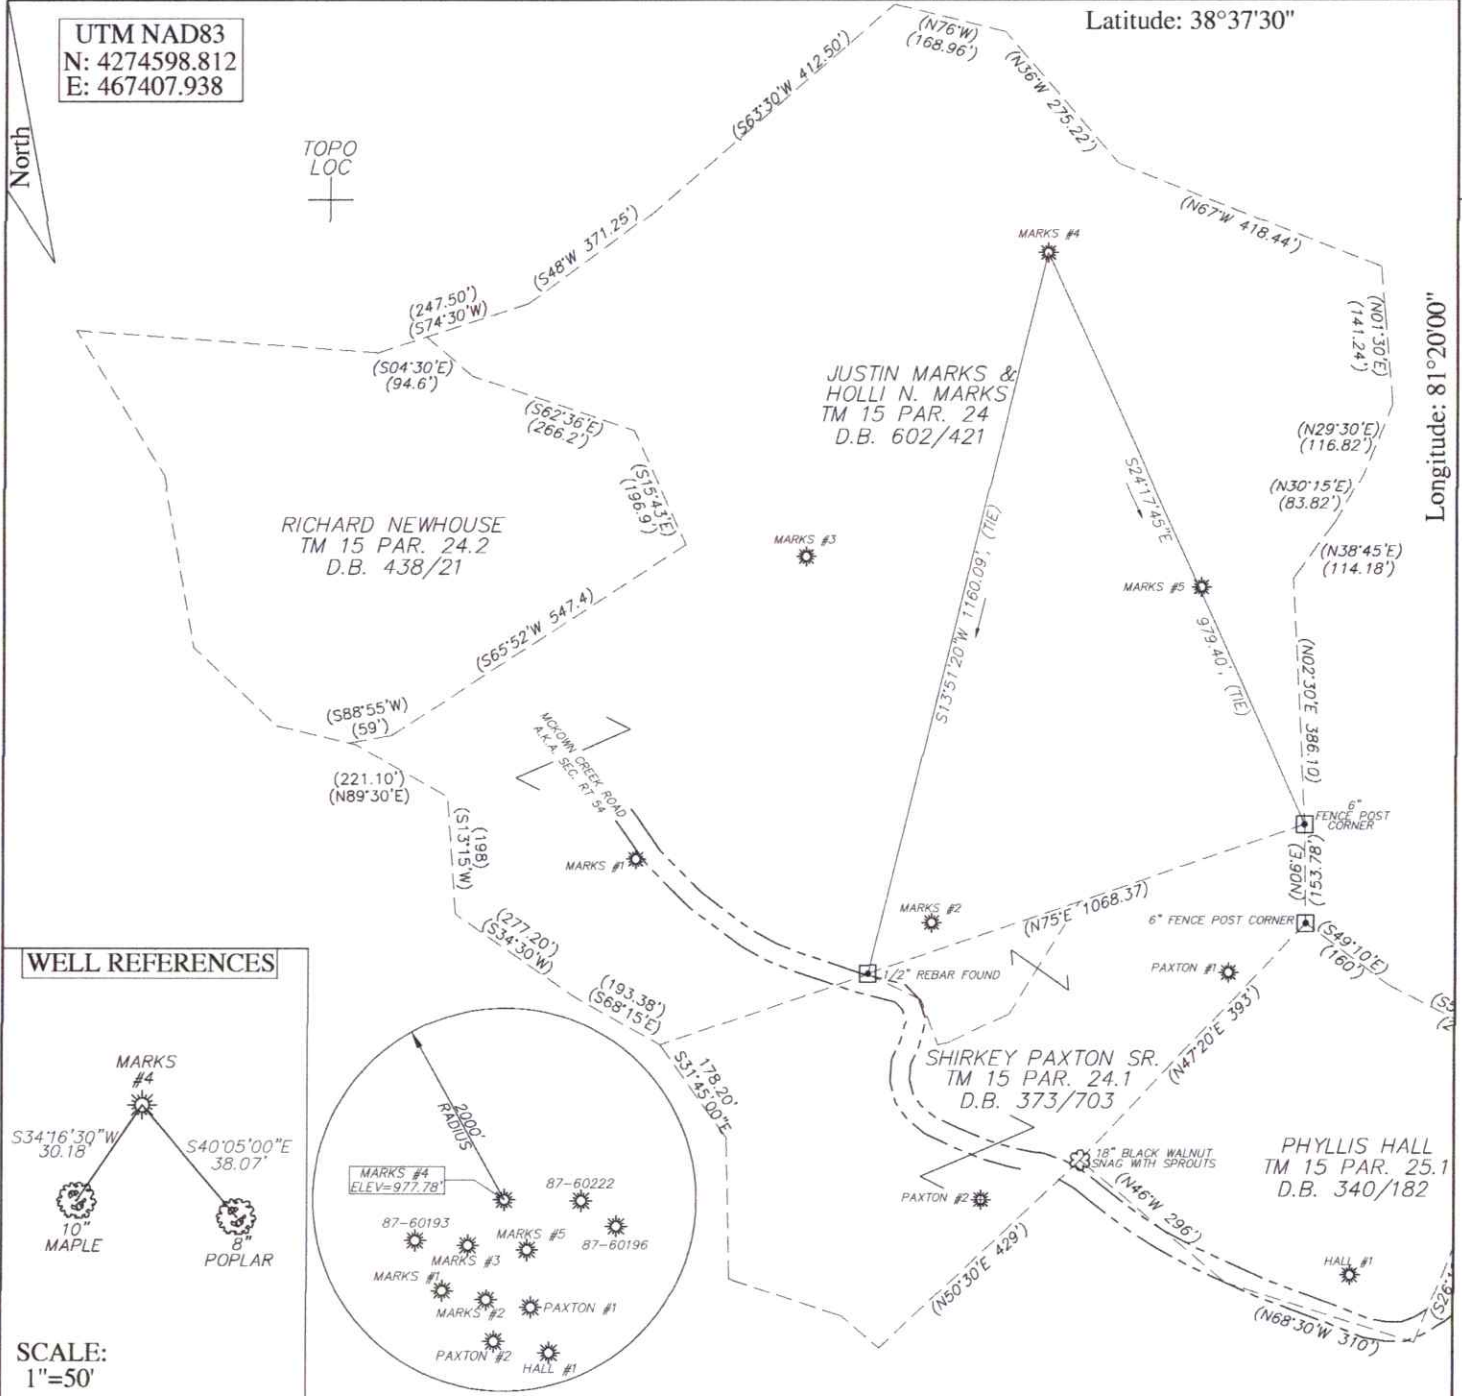 UTM NAD83
N: 4274598.812
E: 467407.938
Latitude: 38°37'30"
North
TOPO
LOC
(N76°W)
(168.96')
(S63°30'W 412.50')
(N36°W 275.22')
(N67°W 418.44')
MARKS #4
(S48°W 371.25')
(247.50')
(S74°30'W)
(S04°30'E)
(94.6')
(N01°30'E)
(141.24')
Longitude: 81°20'00"
JUSTIN MARKS &
HOLLI N. MARKS
TM 15 PAR. 24
D.B. 602/421
(S62°36'E)
(266.2')
(S15°43'E)
(196.9')
(N29°30'E)
(116.82')
(N30°15'E)
(83.82')
(N38°45'E)
(114.18')
RICHARD NEWHOUSE
TM 15 PAR. 24.2
D.B. 438/21
MARKS #3
S24°17'45"E
979.40', (TIE)
S13°51'20"W 1160.09', (TIE)
MARKS #5
(S65°52'W 547.4)
(N02°30'E 386.10)
(S88°55'W)
(59')
(221.10')
(N89°30'E)
MCKOWN CREEK ROAD
A.K.A. SEC. RT 54
(198)
(S13°15'W)
6"
FENCE POST
CORNER
(153.78')
(3.90N)
MARKS #1
MARKS #2
(N75°E 1068.37)
6" FENCE POST CORNER
(277.20')
(S34°30'W)
1/2" REBAR FOUND
PAXTON #1
(S49°10'E)
(160')
(193.38')
(S68°15'E)
178.20'
S31°45'00"E
(N47°20'E 393')
SHIRKEY PAXTON SR.
TM 15 PAR. 24.1
D.B. 373/703
18" BLACK WALNUT
SNAG WITH SPROUTS
PHYLLIS HALL
TM 15 PAR. 25.1
D.B. 340/182
PAXTON #2
(N46°W 296')
(N50°30'E 429')
HALL #1
(N68°30'W 310')
WELL REFERENCES
MARKS
#4
S34°16'30"W
30.18'
S40°05'00"E
38.07'
10"
MAPLE
8"
POPLAR
SCALE:
1"=50'
2000'
RADIUS
MARKS #4
ELEV=977.78'
87-60222
87-60193
87-60196
MARKS #5
MARKS #3
MARKS #1
MARKS #2
PAXTON #1
PAXTON #2
HALL #1